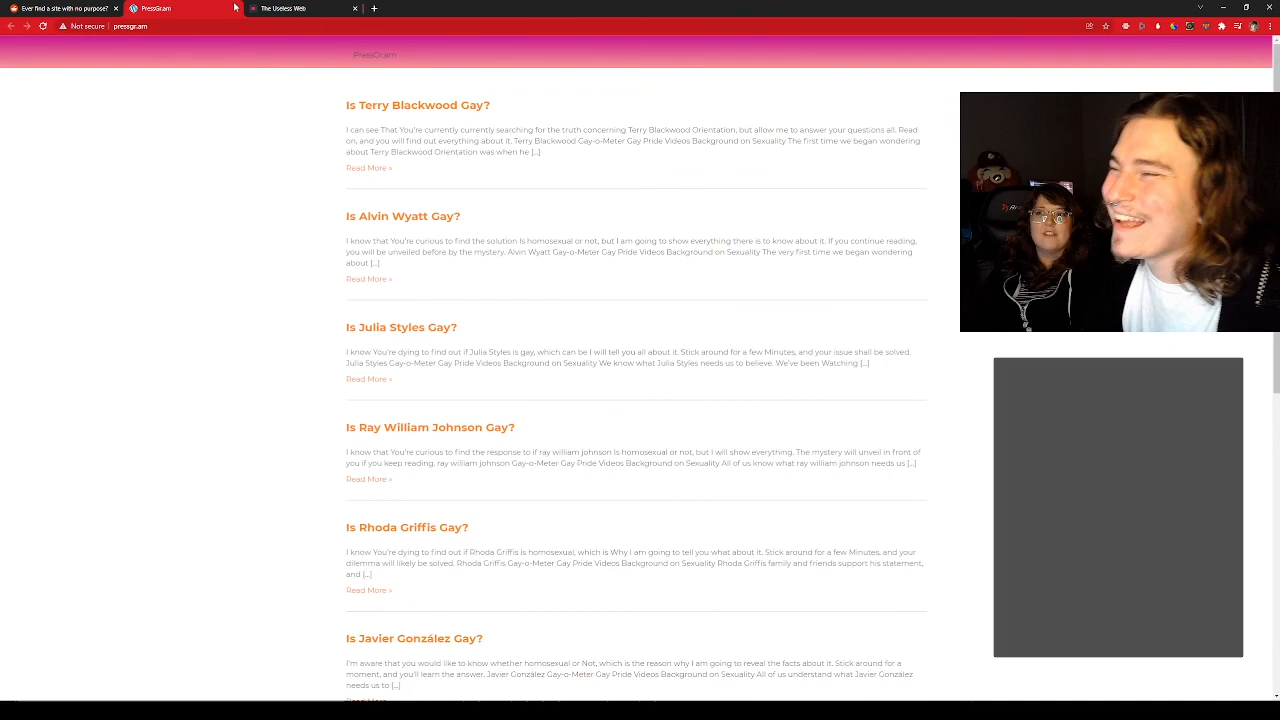 Ever find a site with no purpose?
PressGr.am
The Useless Web
Not secure
pressgr.am
PressGr.am
Is Terry Blackwood Gay?
I can see That You're currently currently searching for the truth concerning Terry Blackwood Orientation, but allow me to answer your questions all. Read
on, and you will find out everything about it. Terry Blackwood Gay-o-Meter Gay Pride Videos Background on Sexuality The first time we began wondering
about Terry Blackwood Orientation was when he [...]
Read More »
Is Alvin Wyatt Gay?
I know that You're curious to find the solution Is homosexual or not, but I am going to show everything there is to know about it. If you continue reading,
you will be unveiled before by the mystery. Alvin Wyatt Gay-o-Meter Gay Pride Videos Background on Sexuality The very first time we began wondering
about [...]
Read More »
Is Julia Styles Gay?
I know You're dying to find out if Julia Styles is gay, which can be I will tell you all about it. Stick around for a few Minutes, and your issue shall be solved.
Julia Styles Gay-o-Meter Gay Pride Videos Background on Sexuality We know what Julia Styles needs us to believe. We've been Watching [...]
Read More »
Is Ray William Johnson Gay?
I know that You're curious to find the response to if ray william johnson Is homosexual or not, but I will show everything. The mystery will unveil in front of
you if you keep reading. ray william johnson Gay-o-Meter Gay Pride Videos Background on Sexuality All of us know what ray william johnson needs us [...]
Read More »
Is Rhoda Griffis Gay?
I know You're dying to find out if Rhoda Griffis is homosexual, which is Why I am going to tell you what about it. Stick around for a few Minutes, and your
dilemma will likely be solved. Rhoda Griffis Gay-o-Meter Gay Pride Videos Background on Sexuality Rhoda Griffis family and friends support his statement,
and [...]
Read More »
Is Javier González Gay?
I'm aware that you would like to know whether homosexual or Not, which is the reason why I am going to reveal the facts about it. Stick around for a
moment, and you'll learn the answer. Javier González Gay-o-Meter Gay Pride Videos Background on Sexuality All of us understand what Javier González
needs us to [...]
Read More